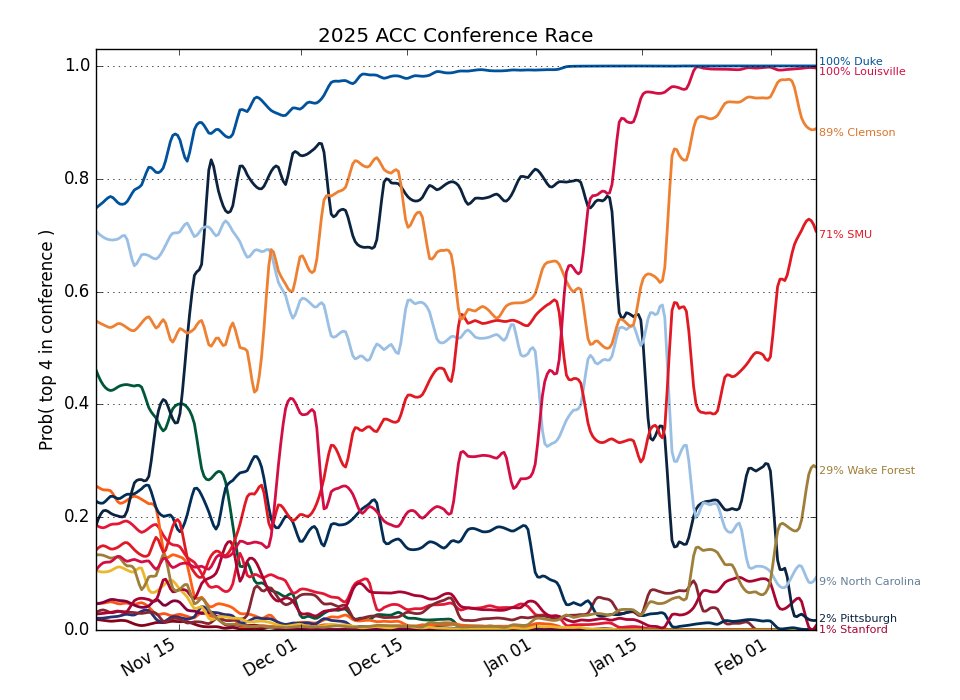 2025 ACC Conference Race
Prob( top 4 in conference )
1.0
0.8
0.6
0.4
0.2
0.0
Nov 15
Dec 01
Dec 15
Jan 01
Jan 15
Feb 01
100% Duke
100% Louisville
89% Clemson
71% SMU
29% Wake Forest
9% North Carolina
2% Pittsburgh
1% Stanford